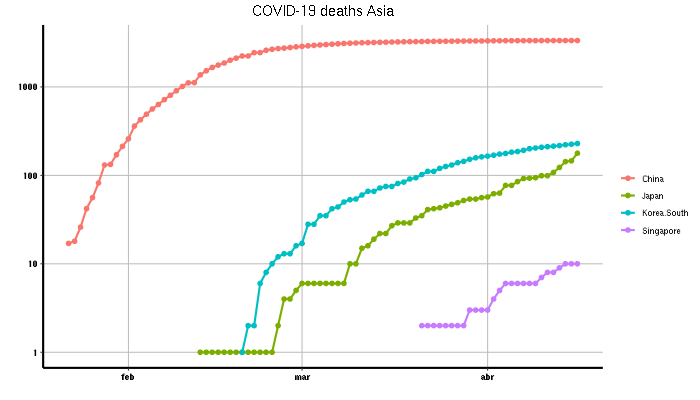 COVID-19 deaths Asia
1000
100
10
1
feb mar abr
China
Japan
Korea.South
Singapore